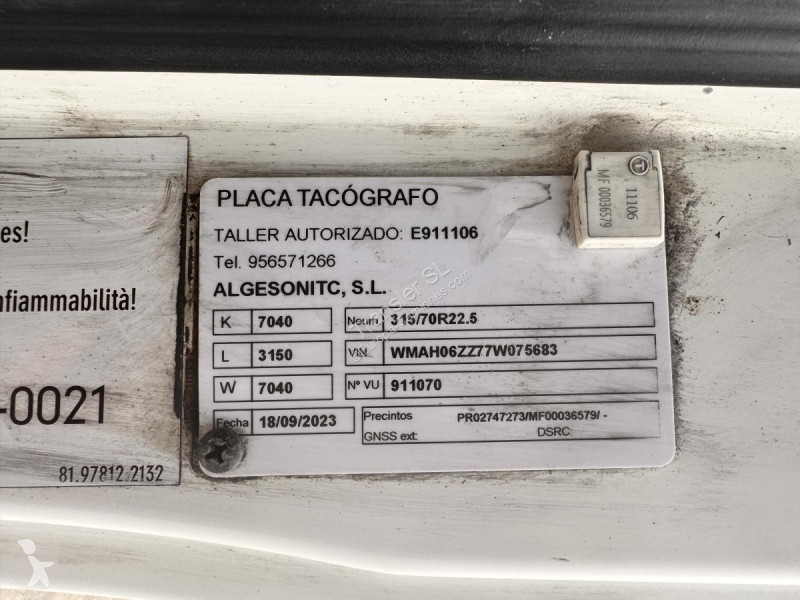 es!
nfiammabilità!
-0021
81.97812.2132
PLACA TACÓGRAFO
TALLER AUTORIZADO: E911106
Tel. 956571266
ALGESONITC, S.L.
K 7040 Neum 315/70R22.5
L 3150 VIN WMAH06ZZ77W075683
W 7040 Nº VU 911070
Fecha 18/09/2023 Precintos PR02747273/MF00036579/ -
GNSS ext: DSRC:
T 11106
MF 00036579